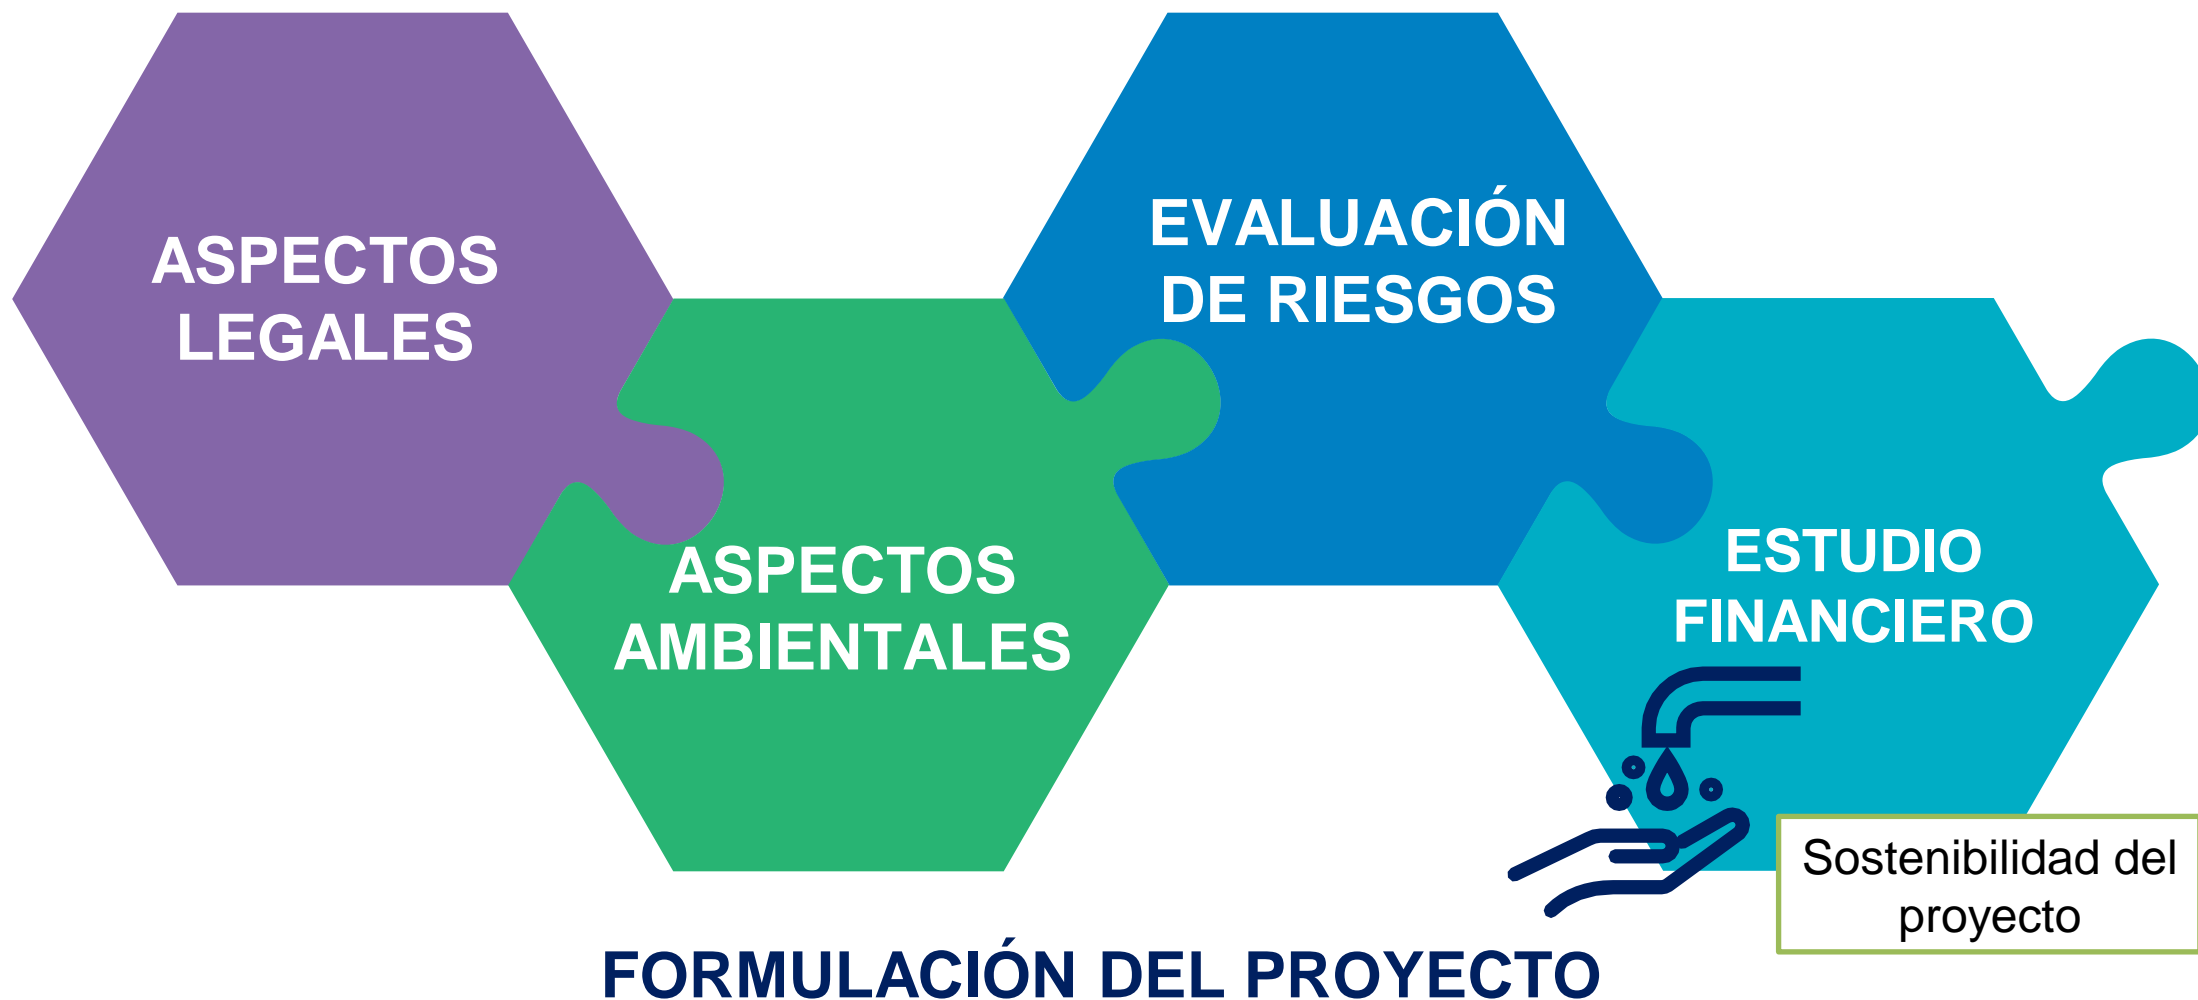 ASPECTOS
LEGALES
ASPECTOS
AMBIENTALES
EVALUACIÓN
DE RIESGOS
ESTUDIO
FINANCIERO
Sostenibilidad del
proyecto
FORMULACIÓN DEL PROYECTO